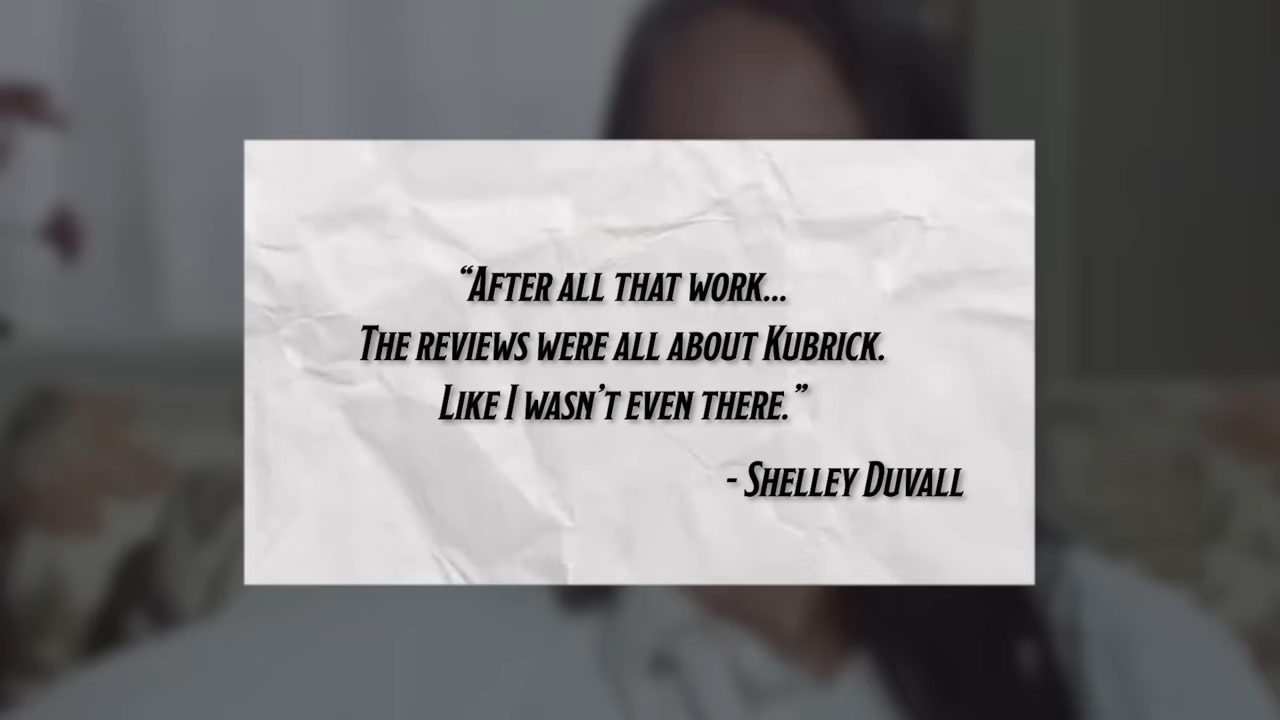 “After all that work...
The reviews were all about Kubrick.
Like I wasn’t even there.”
- Shelley Duvall